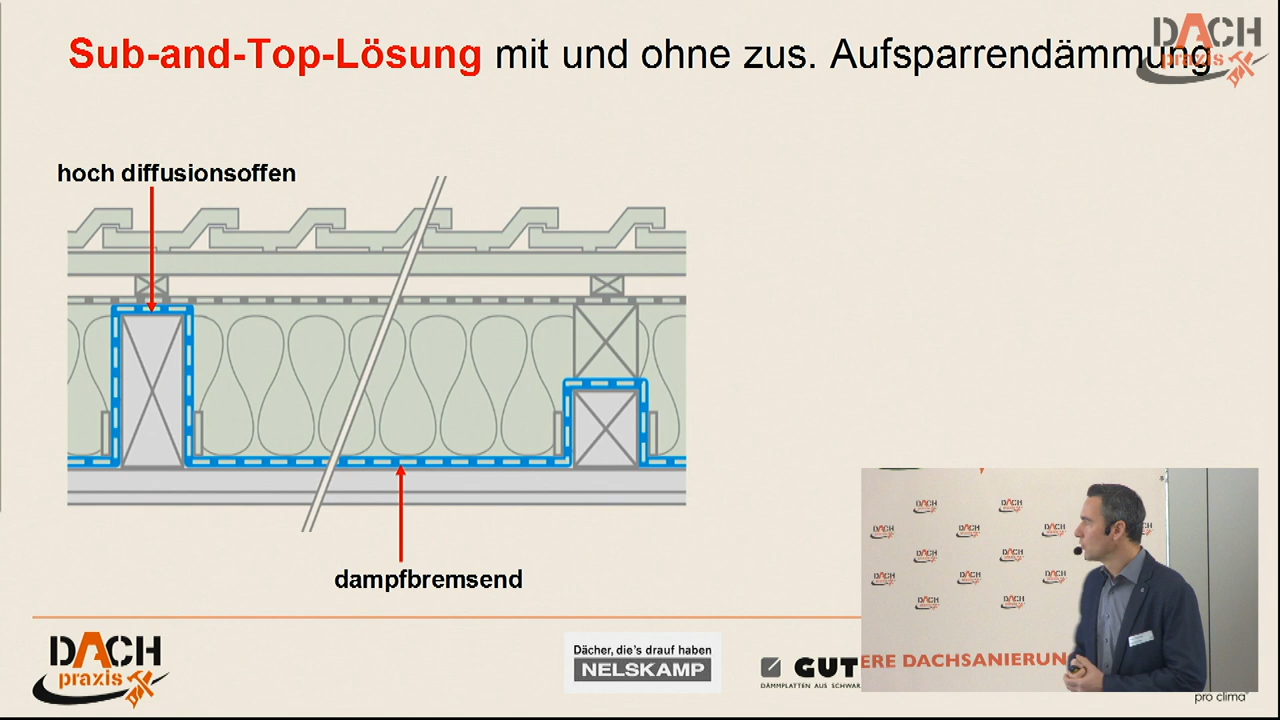 Sub-and-Top-Lösung mit und ohne zus. Aufsparrendämmung
DACH
praxis
hoch diffusionsoffen
dampfbremsend
DACH
praxis
Dächer, die's drauf haben
NELSKAMP
GUT
DÄMMPLATTEN AUS SCHWAR
ERE DACHSANIERUN
pro clima